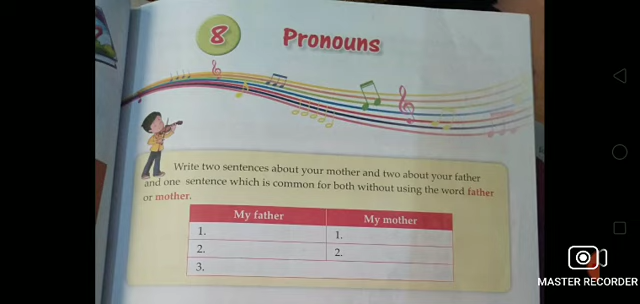 8
Pronouns
Write two sentences about your mother and two about your father
and one sentence which is common for both without using the word father
or mother.
My father My mother
1. 1.
2. 2.
3.
MASTER RECORDER